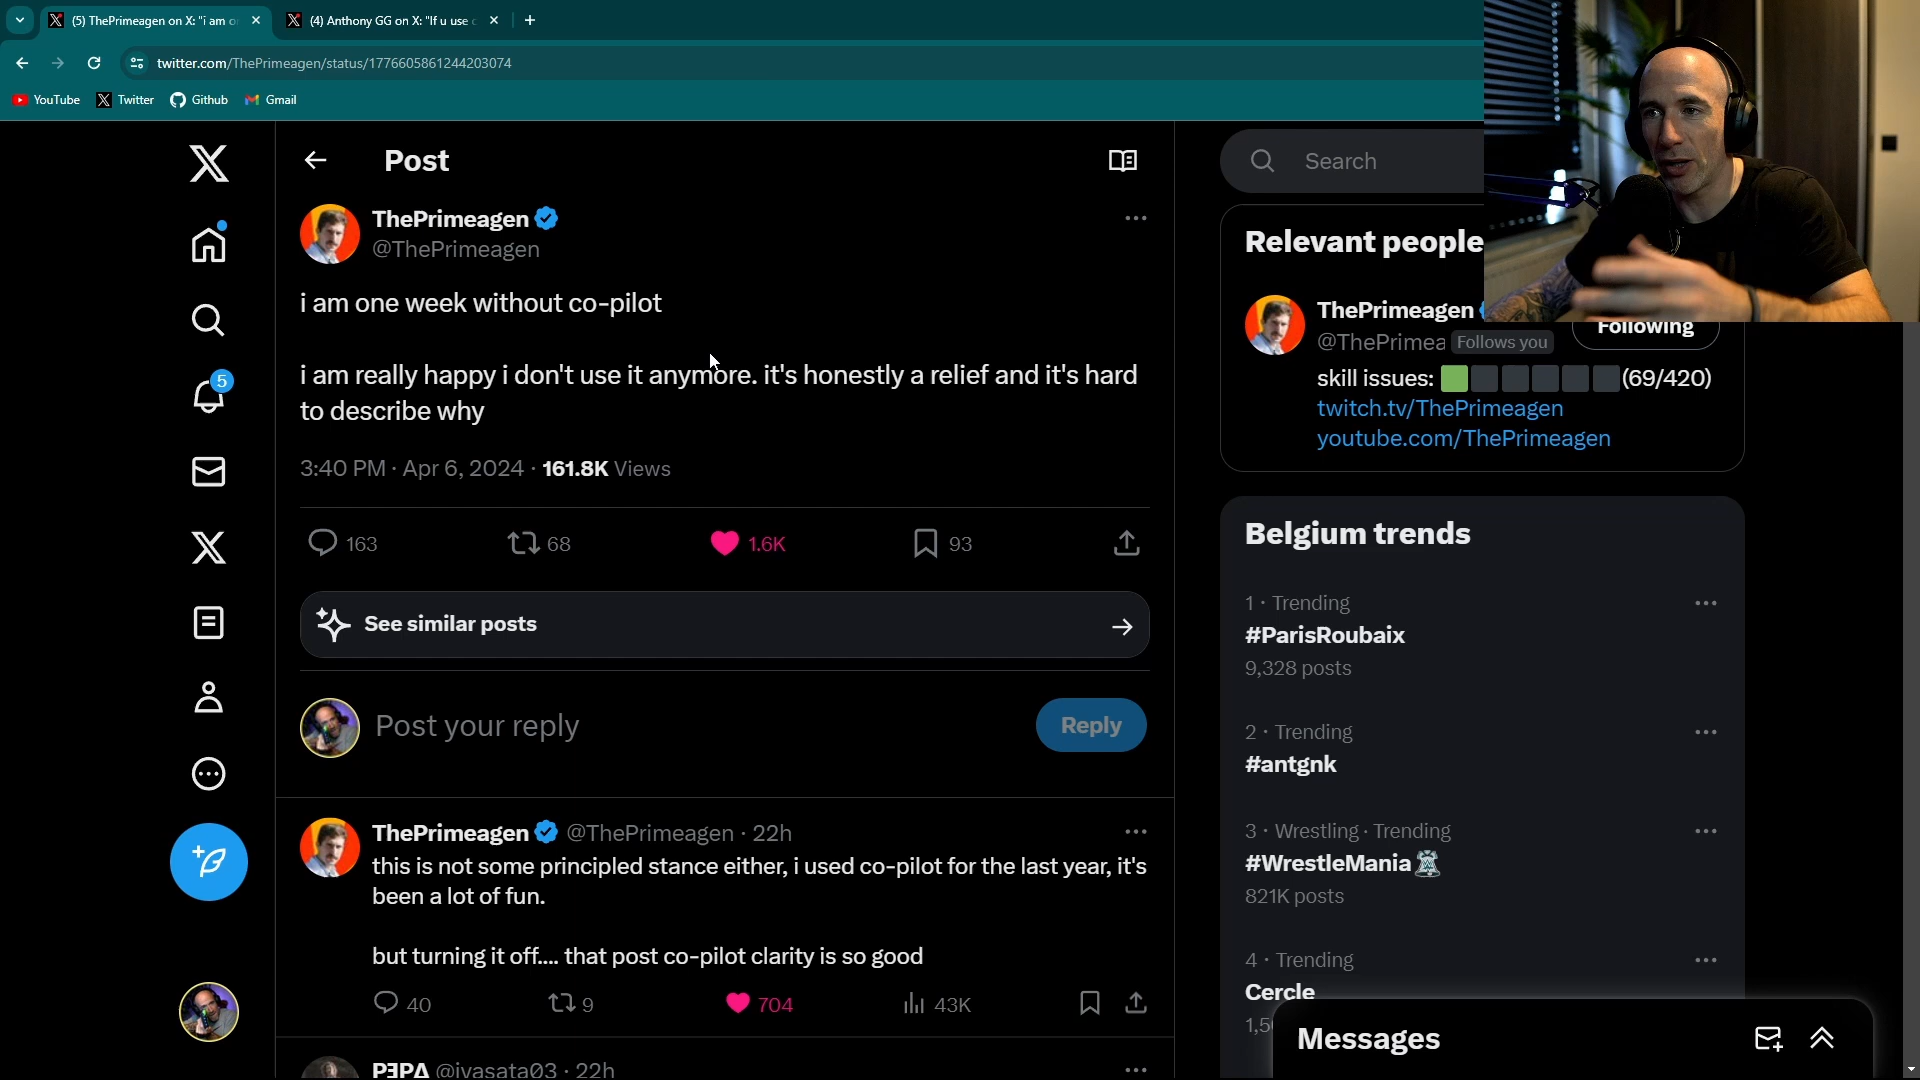 (5) ThePrimeagen on X: "i am o
(4) Anthony GG on X: "If u use c
twitter.com/ThePrimeagen/status/1776605861244203074
YouTube
Twitter
Github
Gmail
Post
Search
ThePrimeagen
@ThePrimeagen
i am one week without co-pilot
i am really happy i don't use it anymore. it's honestly a relief and it's hard
to describe why
3:40 PM · Apr 6, 2024 · 161.8K Views
163
68
1.6K
93
See similar posts
Post your reply
Reply
ThePrimeagen @ThePrimeagen · 22h
this is not some principled stance either, i used co-pilot for the last year, it's
been a lot of fun.
but turning it off.... that post co-pilot clarity is so good
40
9
704
43K
PƎPA @ivasata03 · 22h
5
Relevant people
ThePrimeagen
@ThePrimea Follows you
Following
skill issues: (69/420)
twitch.tv/ThePrimeagen
youtube.com/ThePrimeagen
Belgium trends
1 · Trending
#ParisRoubaix
9,328 posts
2 · Trending
#antgnk
3 · Wrestling · Trending
#WrestleMania
821K posts
4 · Trending
Cercle
Messages